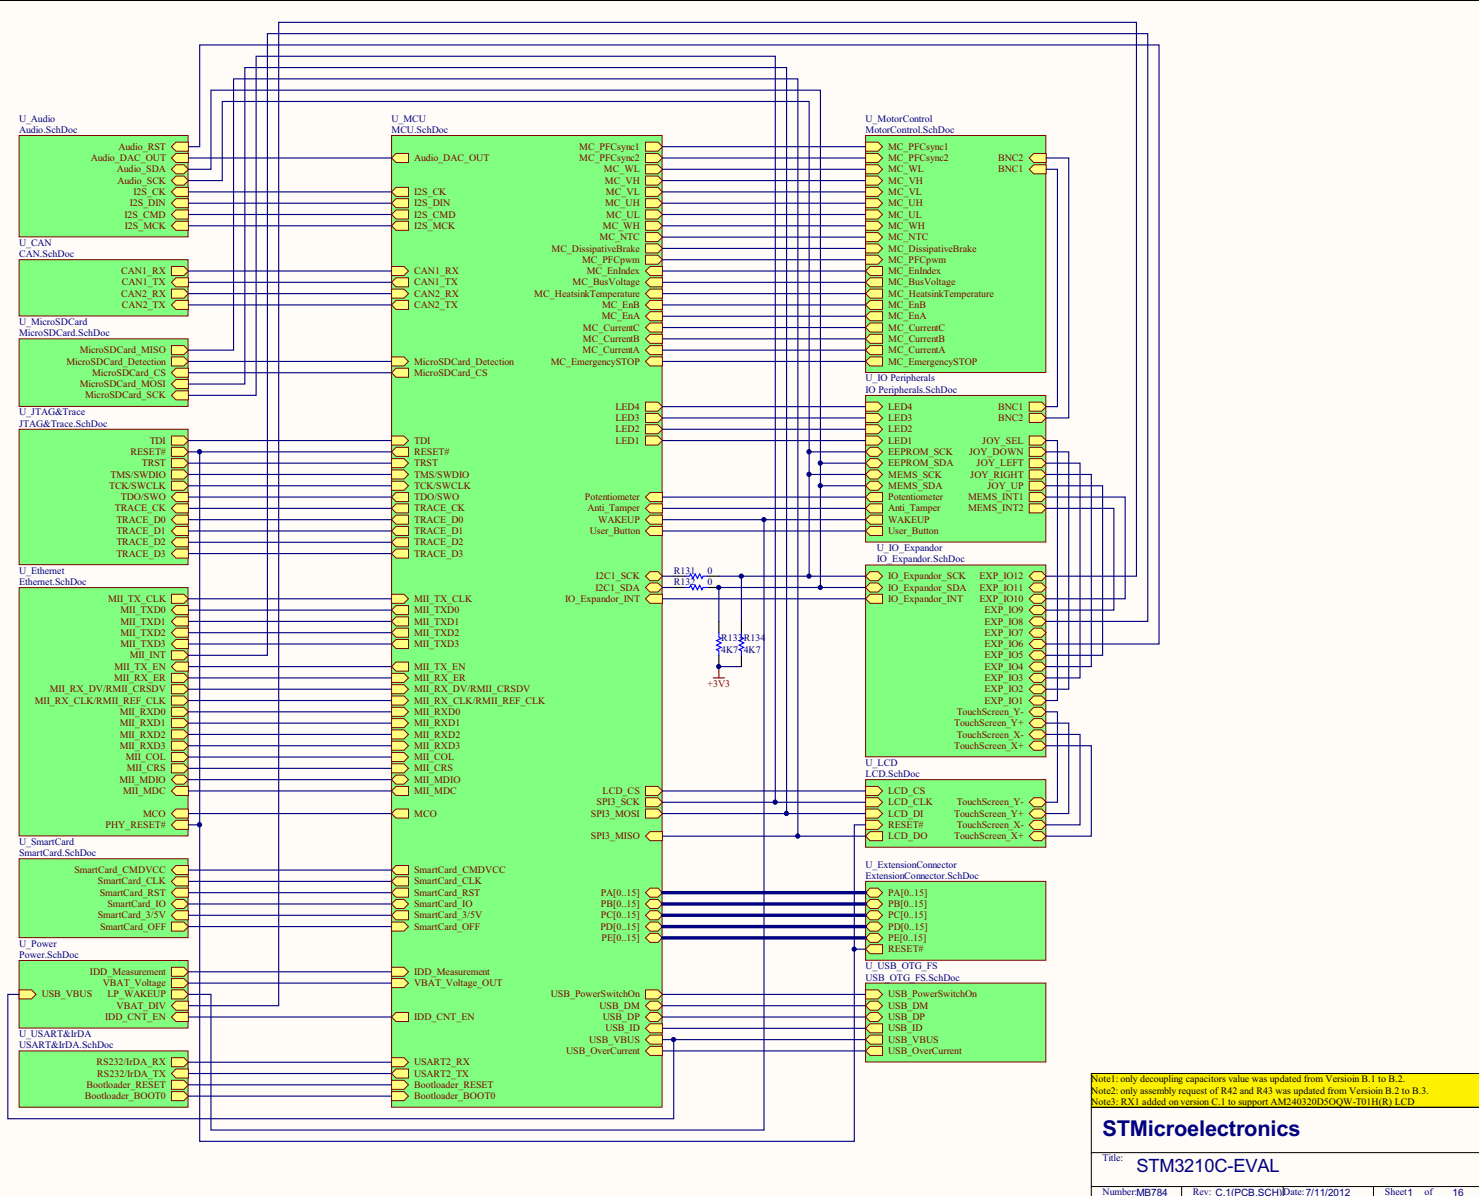 U_Audio
Audio.SchDoc
Audio_RST
Audio_DAC_OUT
Audio_SDA
Audio_SCK
I2S_CK
I2S_DIN
I2S_CMD
I2S_MCK
U_CAN
CAN.SchDoc
CAN1_RX
CAN1_TX
CAN2_RX
CAN2_TX
U_MicroSDCard
MicroSDCard.SchDoc
MicroSDCard_MISO
MicroSDCard_Detection
MicroSDCard_CS
MicroSDCard_MOSI
MicroSDCard_SCK
U_JTAG&Trace
JTAG&Trace.SchDoc
TDI
RESET#
TRST
TMS/SWDIO
TCK/SWCLK
TDO/SWO
TRACE_CK
TRACE_D0
TRACE_D1
TRACE_D2
TRACE_D3
U_Ethernet
Ethernet.SchDoc
MII_TX_CLK
MII_TXD0
MII_TXD1
MII_TXD2
MII_TXD3
MII_INT
MII_TX_EN
MII_RX_ER
MII_RX_DV/RMII_CRSDV
MII_RX_CLK/RMII_REF_CLK
MII_RXD0
MII_RXD1
MII_RXD2
MII_RXD3
MII_COL
MII_CRS
MII_MDIO
MII_MDC
MCO
PHY_RESET#
U_SmartCard
SmartCard.SchDoc
SmartCard_CMDVCC
SmartCard_CLK
SmartCard_RST
SmartCard_IO
SmartCard_3/5V
SmartCard_OFF
U_Power
Power.SchDoc
IDD_Measurement
VBAT_Voltage
USB_VBUS LP_WAKEUP
VBAT_DIV
IDD_CNT_EN
U_USART&IrDA
USART&IrDA.SchDoc
RS232/IrDA_RX
RS232/IrDA_TX
Bootloader_RESET
Bootloader_BOOT0
U_MCU
MCU.SchDoc
Audio_DAC_OUT
I2S_CK
I2S_DIN
I2S_CMD
I2S_MCK
CAN1_RX
CAN1_TX
CAN2_RX
CAN2_TX
MicroSDCard_Detection
MicroSDCard_CS
TDI
RESET#
TRST
TMS/SWDIO
TCK/SWCLK
TDO/SWO
TRACE_CK
TRACE_D0
TRACE_D1
TRACE_D2
TRACE_D3
MII_TX_CLK
MII_TXD0
MII_TXD1
MII_TXD2
MII_TXD3
MII_TX_EN
MII_RX_ER
MII_RX_DV/RMII_CRSDV
MII_RX_CLK/RMII_REF_CLK
MII_RXD0
MII_RXD1
MII_RXD2
MII_RXD3
MII_COL
MII_CRS
MII_MDIO
MII_MDC
MCO
SmartCard_CMDVCC
SmartCard_CLK
SmartCard_RST
SmartCard_IO
SmartCard_3/5V
SmartCard_OFF
IDD_Measurement
VBAT_Voltage_OUT
IDD_CNT_EN
USART2_RX
USART2_TX
Bootloader_RESET
Bootloader_BOOT0
MC_PFCsync1
MC_PFCsync2
MC_WL
MC_VH
MC_VL
MC_UH
MC_UL
MC_WH
MC_NTC
MC_DissipativeBrake
MC_PFCpwm
MC_EnIndex
MC_BusVoltage
MC_HeatsinkTemperature
MC_EnB
MC_EnA
MC_CurrentC
MC_CurrentB
MC_CurrentA
MC_EmergencySTOP
LED4
LED3
LED2
LED1
Potentiometer
Anti_Tamper
WAKEUP
User_Button
I2C1_SCK
I2C1_SDA
IO_Expandor_INT
LCD_CS
SPI3_SCK
SPI3_MOSI
SPI3_MISO
PA[0..15]
PB[0..15]
PC[0..15]
PD[0..15]
PE[0..15]
USB_PowerSwitchOn
USB_DM
USB_DP
USB_ID
USB_VBUS
USB_OverCurrent
R131 0
0
R134
4K7 4K7
+3V3
U_MotorControl
MotorControl.SchDoc
MC_PFCsync1
MC_PFCsync2 BNC2
MC_WL BNC1
MC_VH
MC_VL
MC_UH
MC_UL
MC_WH
MC_NTC
MC_DissipativeBrake
MC_PFCpwm
MC_EnIndex
MC_BusVoltage
MC_HeatsinkTemperature
MC_EnB
MC_EnA
MC_CurrentC
MC_CurrentB
MC_CurrentA
MC_EmergencySTOP
U_IO Peripherals
IO Peripherals.SchDoc
LED4 BNC1
LED3 BNC2
LED2
LED1 JOY_SEL
EEPROM_SCK JOY_DOWN
EEPROM_SDA JOY_LEFT
MEMS_SCK JOY_RIGHT
MEMS_SDA JOY_UP
Potentiometer MEMS_INT1
Anti_Tamper MEMS_INT2
WAKEUP
User_Button
U_IO_Expandor
IO_Expandor.SchDoc
IO_Expandor_SCK EXP_IO12
IO_Expandor_SDA EXP_IO11
IO_Expandor_INT EXP_IO10
EXP_IO9
EXP_IO8
EXP_IO7
EXP_IO6
EXP_IO5
EXP_IO4
EXP_IO3
EXP_IO2
EXP_IO1
TouchScreen_Y-
TouchScreen_Y+
TouchScreen_X-
TouchScreen_X+
U_LCD
LCD.SchDoc
LCD_CS
LCD_CLK TouchScreen_Y-
LCD_DI TouchScreen_Y+
RESET# TouchScreen_X-
LCD_DO TouchScreen_X+
U_ExtensionConnector
ExtensionConnector.SchDoc
PA[0..15]
PB[0..15]
PC[0..15]
PD[0..15]
PE[0..15]
RESET#
U_USB_OTG_FS
USB_OTG_FS.SchDoc
USB_PowerSwitchOn
USB_DM
USB_DP
USB_ID
USB_VBUS
USB_OverCurrent
Note1: only decoupling capacitors value was updated from Versioin B.1 to B.2.
Note2: only assembly request of R42 and R43 was updated from Versioin B.2 to B.3.
Note3: RX1 added on version C.1 to support AM240320D5OQW-T01H(R) LCD
STMicroelectronics
Title: STM3210C-EVAL
Number:MB784 Rev: C.1(PCB.SCH) Date: 7/11/2012 Sheet 1 of 16